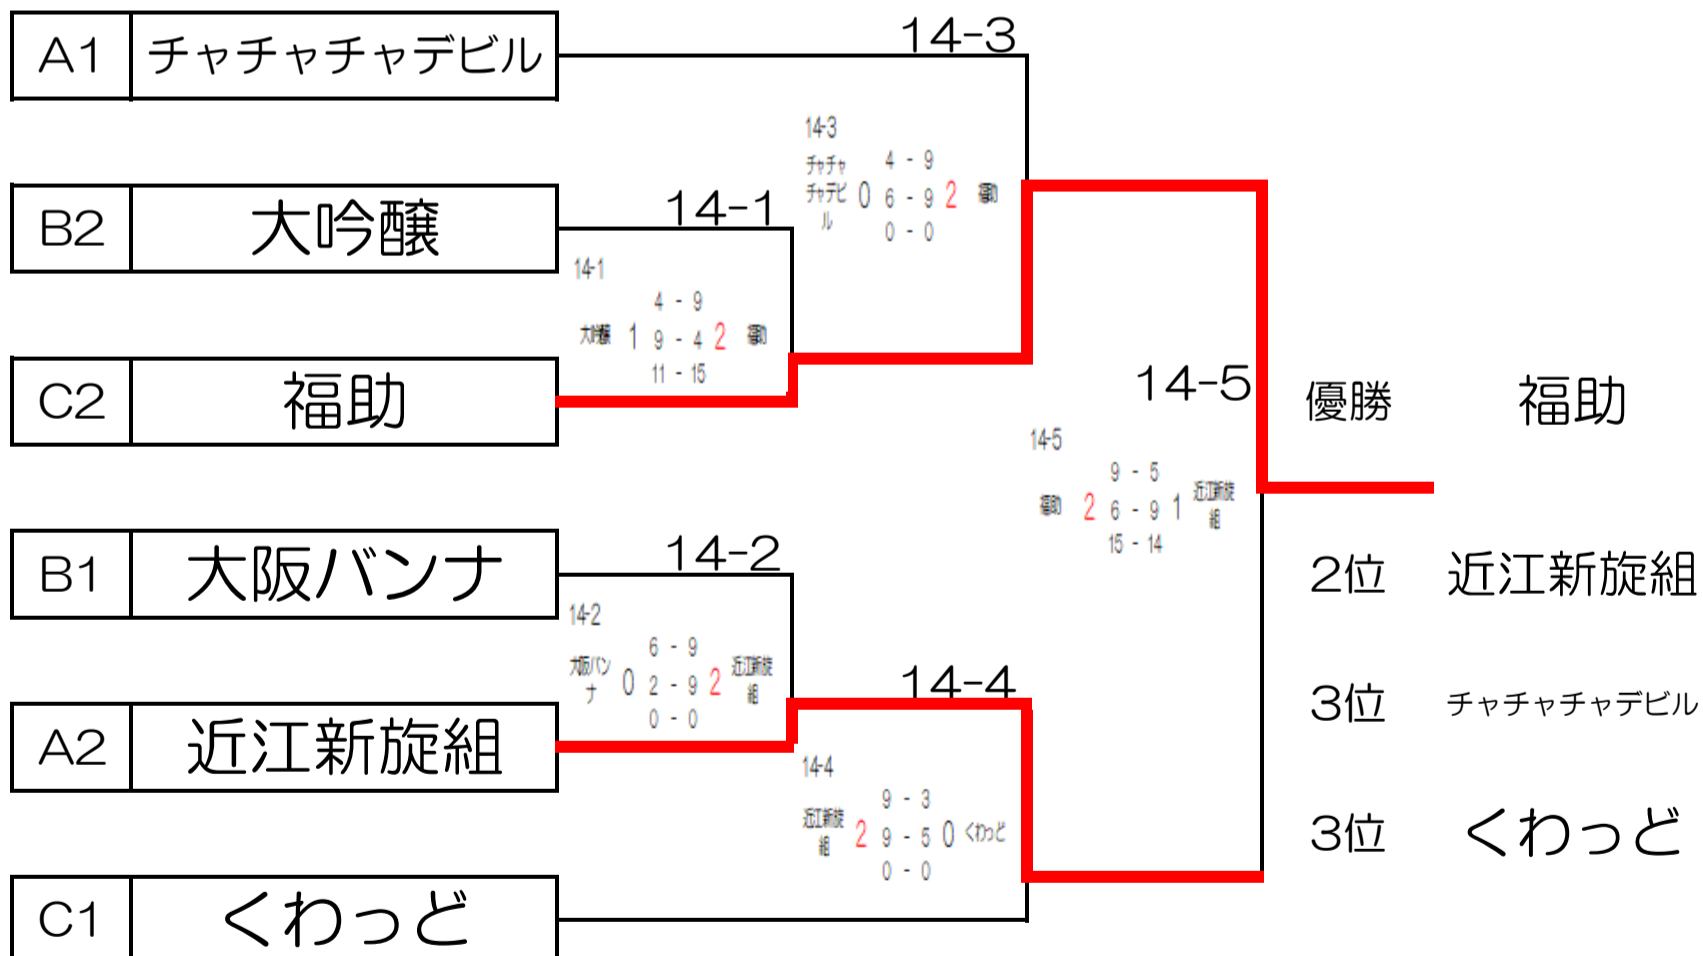 A1 チャチャチャデビル
14-3
14-3
チャチャ
チャデビ
ル
0
4 - 9
6 - 9
0 - 0
2
福助
B2 大吟醸
14-1
14-1
大吟醸
1
4 - 9
9 - 4
11 - 15
2
福助
C2 福助
14-5
14-5
福助
2
9 - 5
6 - 9
15 - 14
1
近江新旋
組
優勝 福助
B1 大阪バンナ
14-2
14-2
大阪バン
ナ
0
6 - 9
2 - 9
0 - 0
2
近江新旋
組
2位 近江新旋組
A2 近江新旋組
14-4
14-4
近江新旋
組
2
9 - 3
9 - 5
0 - 0
0
くわっど
3位 チャチャチャデビル
3位 くわっど
C1 くわっど